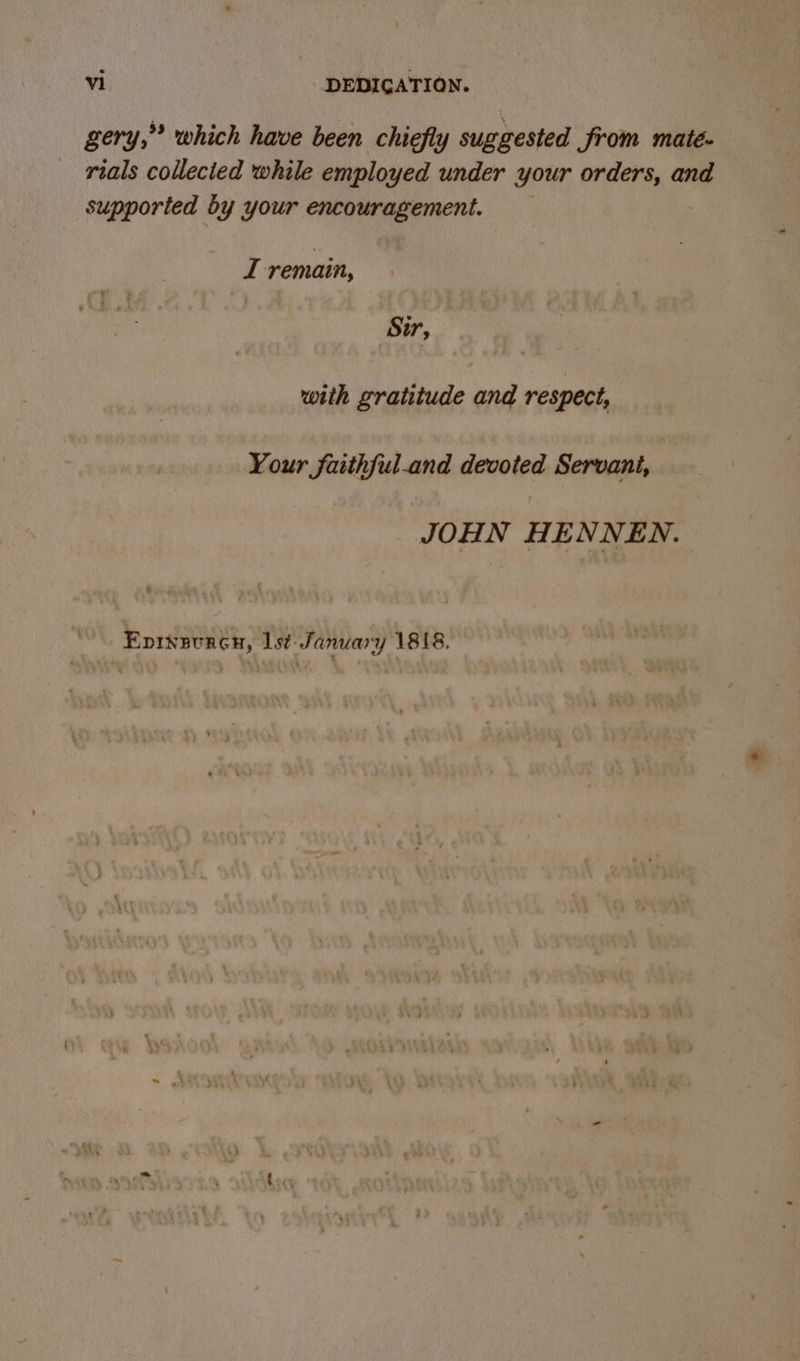 vi DEDICATION.
gery,” which have been chiefly suggested from mate-
rials collected while employed under your orders, and
supported by your encouragement.
I remain,
Sir,
with gratitude and respect,
Your faithful and devoted Servant,
JOHN HENNEN.
EDINBURGH, 1st January 1818.